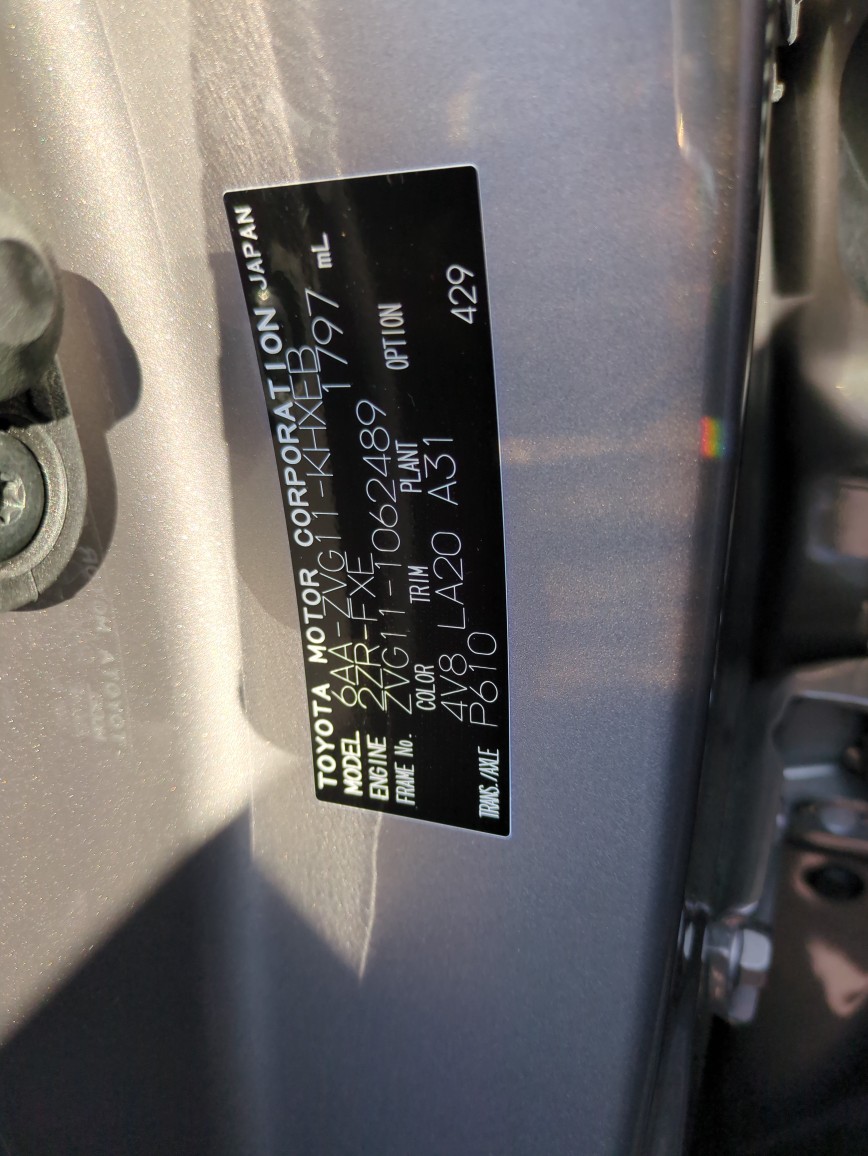 TOYOTA MOTOR CORPORATION JAPAN
MODEL 6AA-ZVG11-KHXEB
ENGINE 2ZR-FXE 1797 mL
FRAME No. ZVG11-1062489
COLOR TRIM PLANT OPTION
4V8 LA20 A31 429
TRANS./AXLE P610